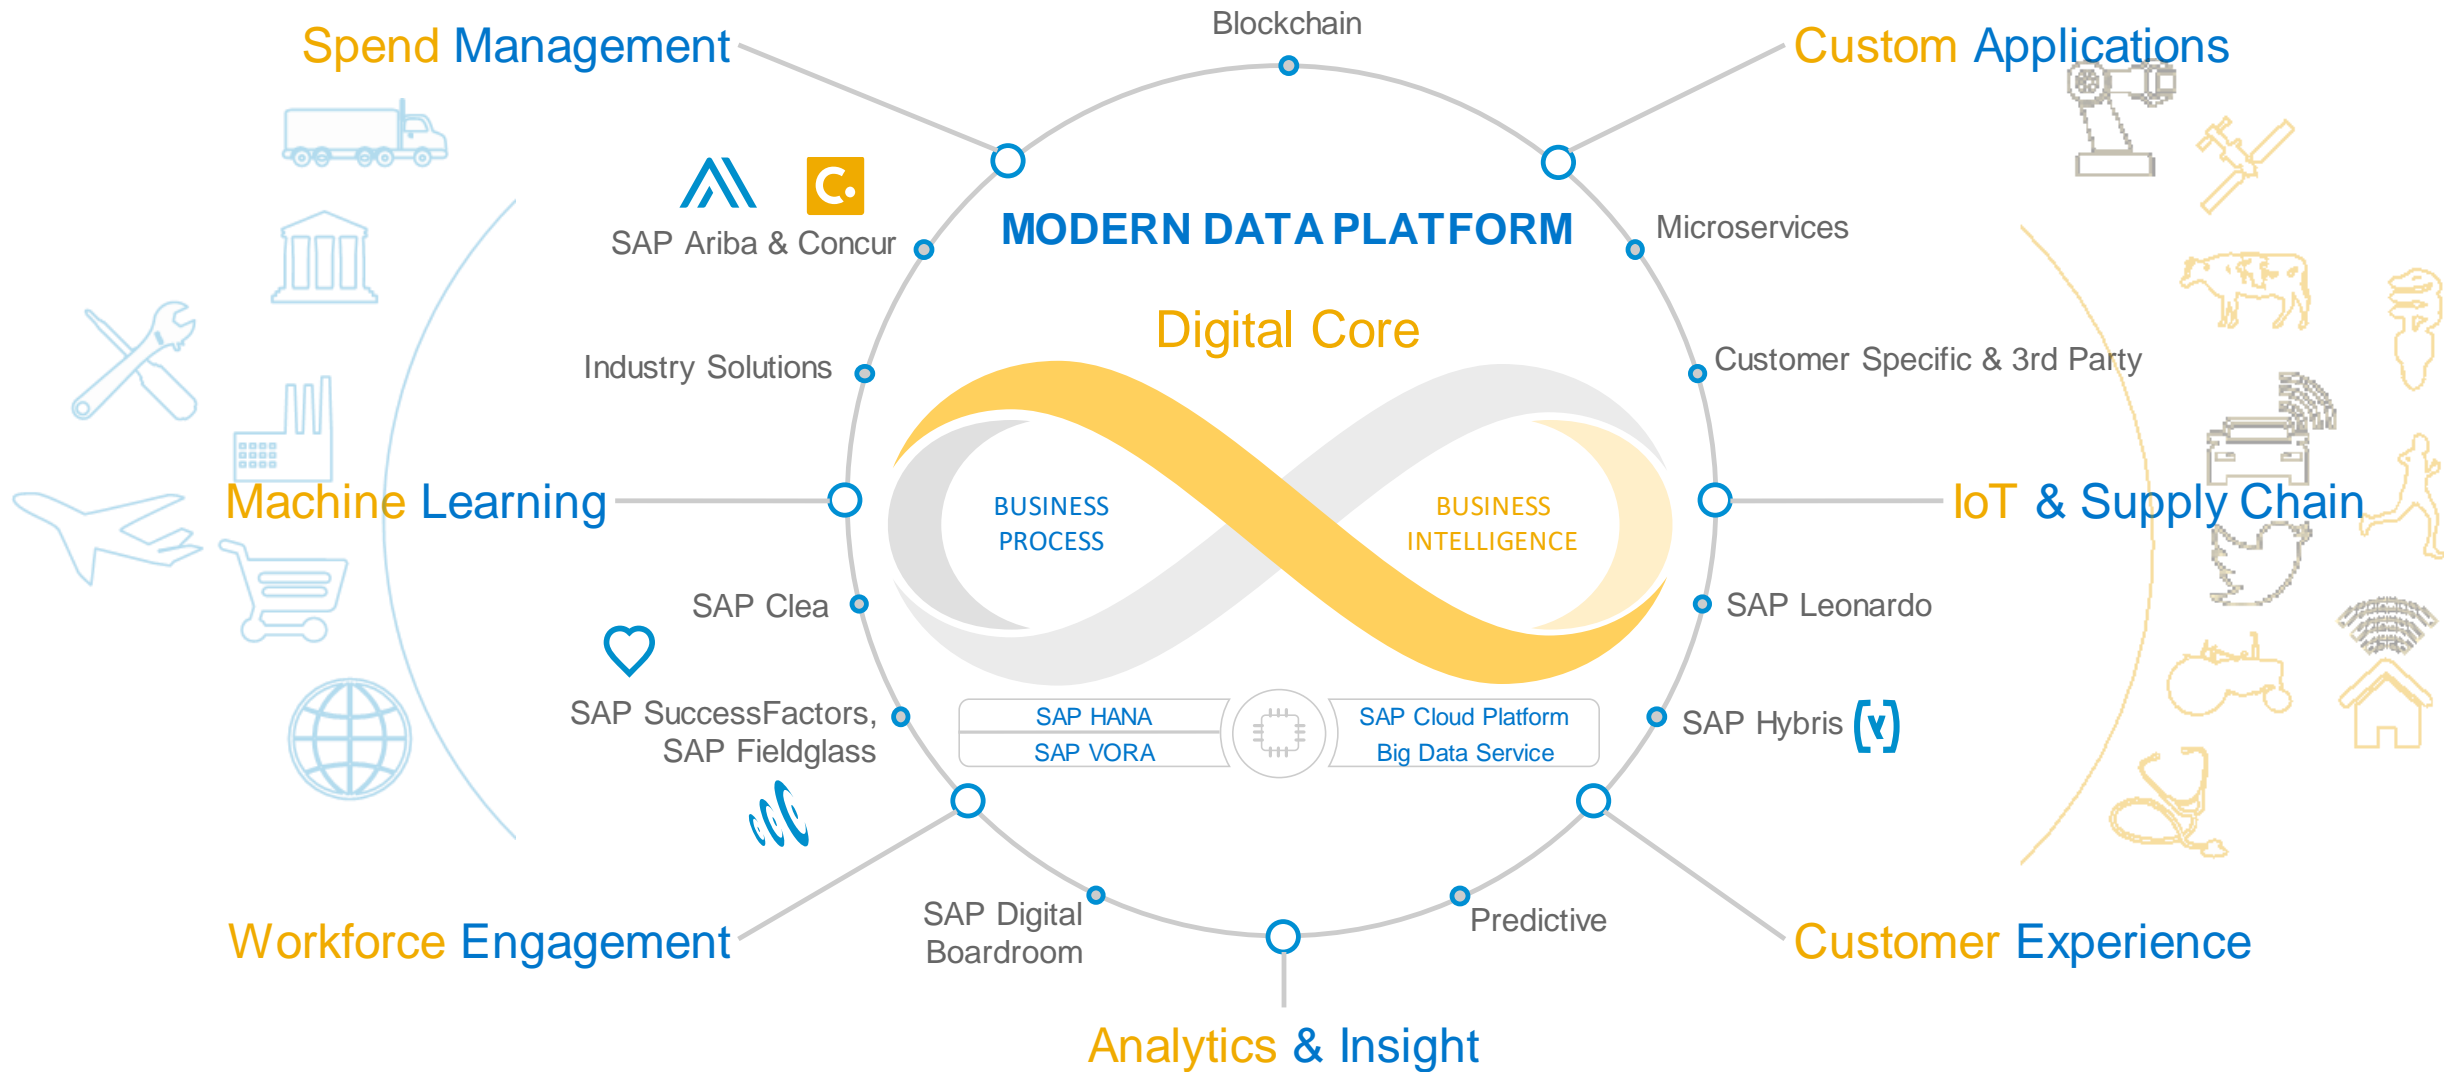 Blockchain
Spend Management
Custom Applications
MODERN DATA PLATFORM
Microservices
SAP Ariba & Concur
Digital Core
Industry Solutions
Customer Specific & 3rd Party
Machine Learning
BUSINESS
PROCESS
BUSINESS
INTELLIGENCE
IoT & Supply Chain
SAP Clea
SAP Leonardo
SAP SuccessFactors,
SAP Fieldglass
SAP HANA
SAP VORA
SAP Cloud Platform
Big Data Service
SAP Hybris
SAP Digital
Boardroom
Predictive
Workforce Engagement
Customer Experience
Analytics & Insight